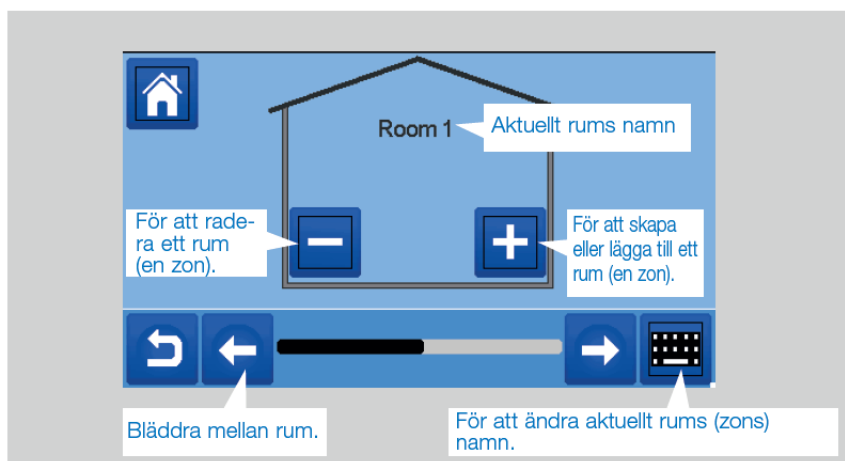 Room 1
Aktuellt rums namn
För att rade-
ra ett rum
(en zon).
För att skapa
eller lägga till ett
rum (en zon).
Bläddra mellan rum.
För att ändra aktuellt rums (zons)
namn.